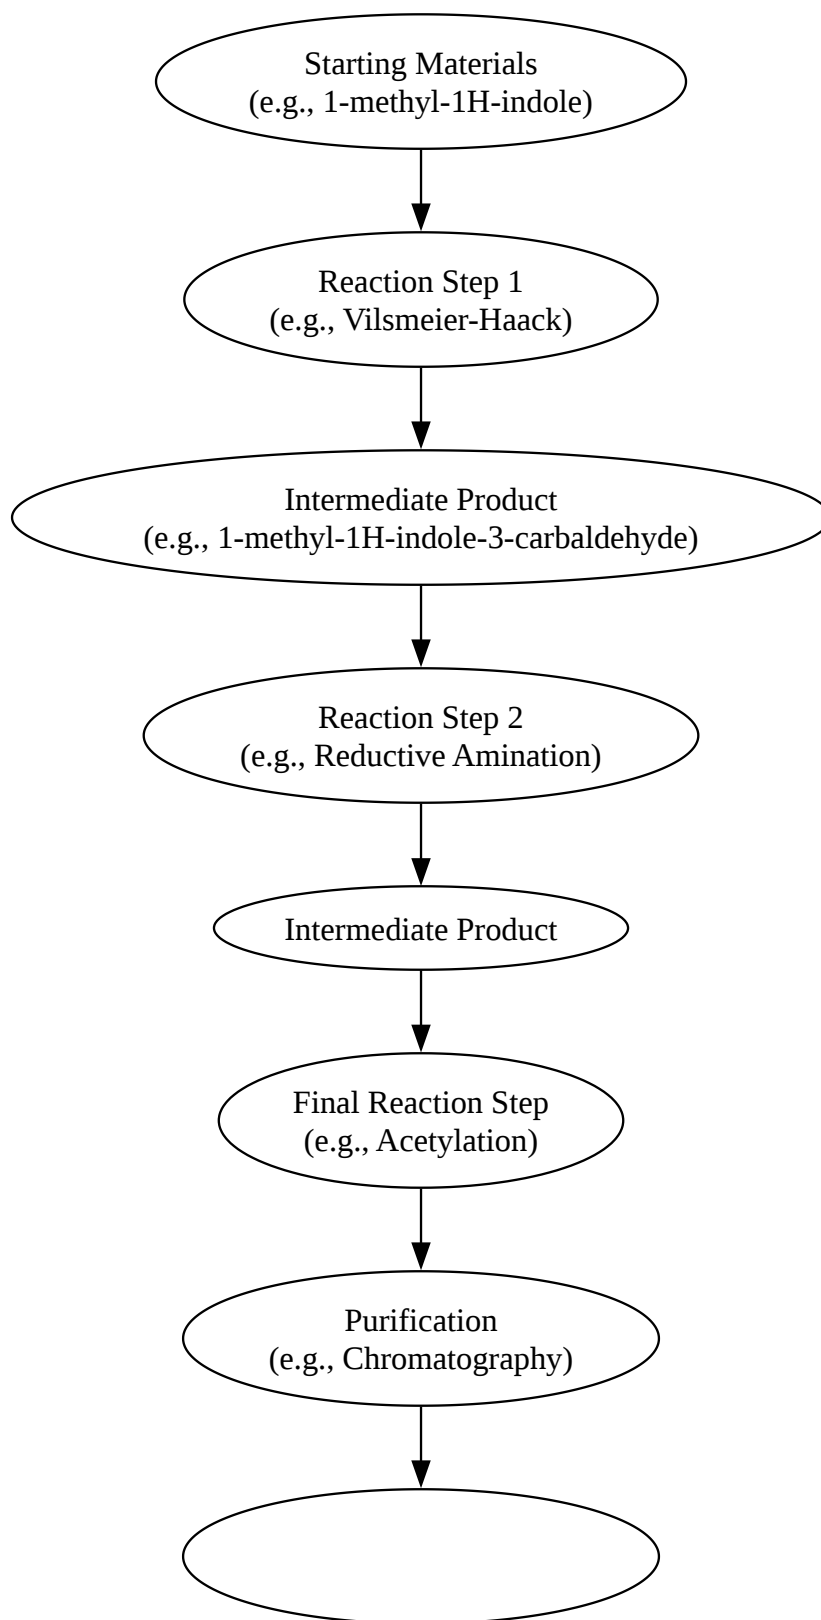 Starting Materials
(e.g., 1-methyl-1H-indole)
Reaction Step 1
(e.g., Vilsmeier-Haack)
Intermediate Product
(e.g., 1-methyl-1H-indole-3-carbaldehyde)
Reaction Step 2
(e.g., Reductive Amination)
Intermediate Product
Final Reaction Step
(e.g., Acetylation)
Purification
(e.g., Chromatography)